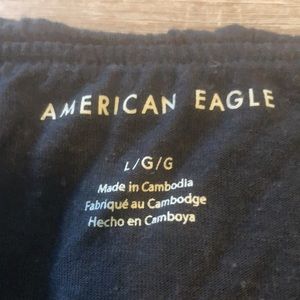 AMERICAN EAGLE
L/G/G
Made in Cambodia
Fabriqué au Cambodge
Hecho en Camboya